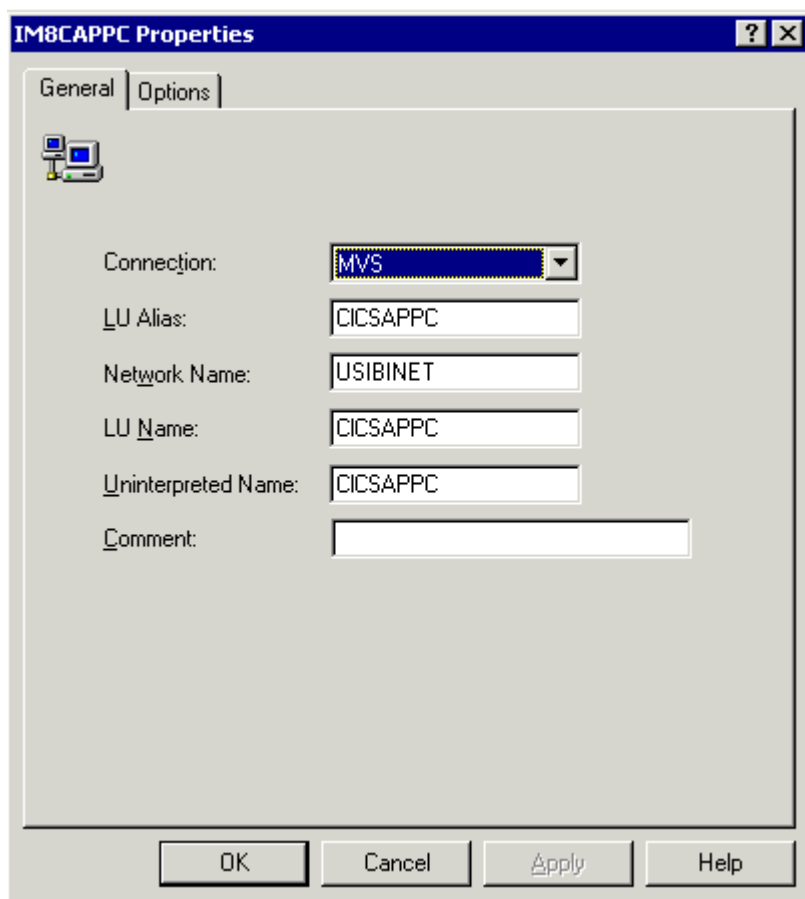 IM8CAPPC Properties
General Options
Connection: MVS
LU Alias: CICSAPPC
Network Name: USIBINET
LU Name: CICSAPPC
Uninterpreted Name: CICSAPPC
Comment:
OK Cancel Apply Help